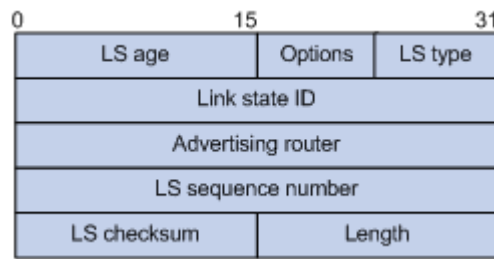 0 15 31
LS age Options LS type
Link state ID
Advertising router
LS sequence number
LS checksum Length